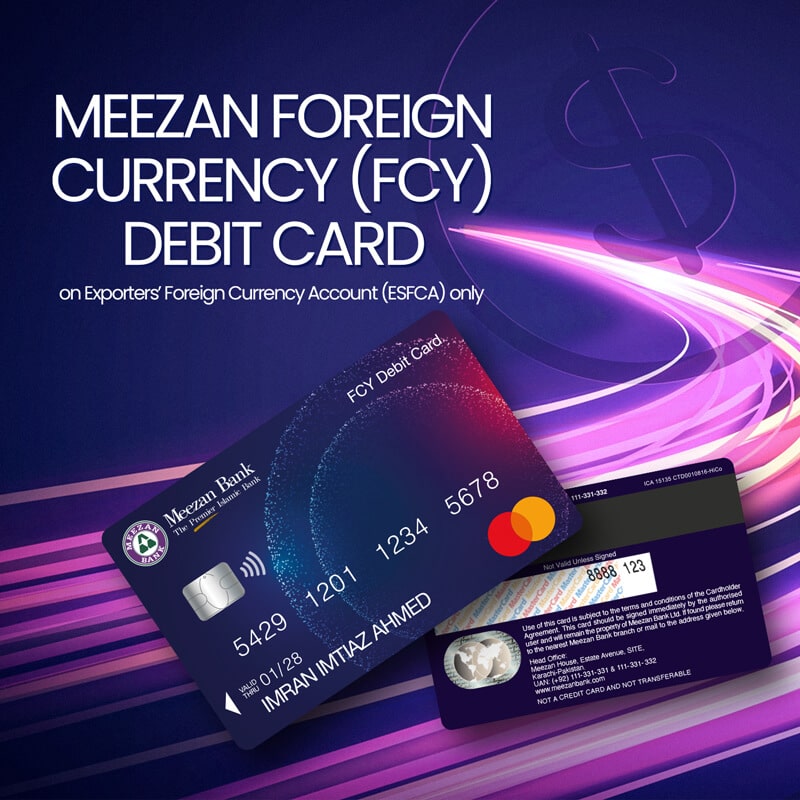 MEEZAN FOREIGN
CURRENCY (FCY)
DEBIT CARD
on Exporters' Foreign Currency Account (ESFCA) only
FCY Debit Card
MEEZAN BANK
Meezan Bank
The Premier Islamic Bank
5429 1201 1234 5678
VALID
THRU 01/28
IMRAN IMTIAZ AHMED
111-331-332
ICA 15135 CTD0010816-HiCo
Not Valid Unless Signed
MasterCard
8888 123
Use of this card is subject to the terms and conditions of the Cardholder
Agreement. This card should be signed immediately by the authorised
user and will remain the property of Meezan Bank Ltd. If found please return
to the nearest Meezan Bank branch or mail to the address given below.
Head Office:
Meezan House, Estate Avenue, SITE,
Karachi-Pakistan.
UAN: (+92) 111-331-331 & 111-331-332
www.meezanbank.com
NOT A CREDIT CARD AND NOT TRANSFERABLE